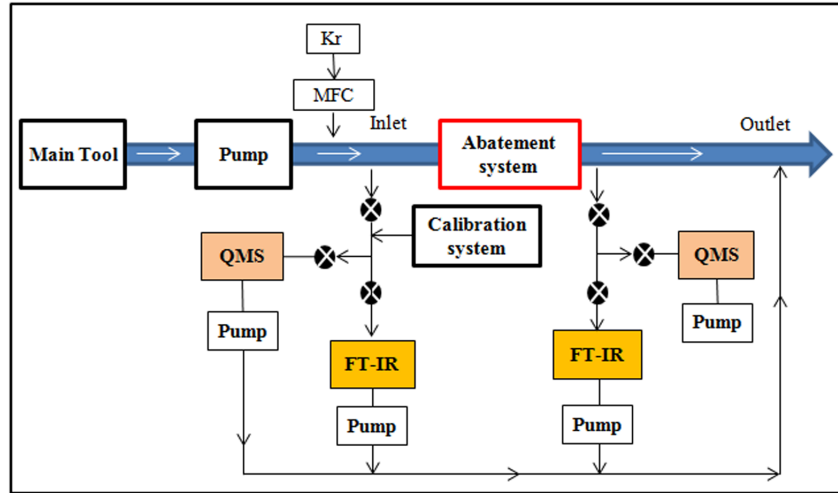 Kr
MFC
Inlet
Outlet
Main Tool
Pump
Abatement
system
Calibration
system
QMS
QMS
Pump
Pump
FT-IR
FT-IR
Pump
Pump